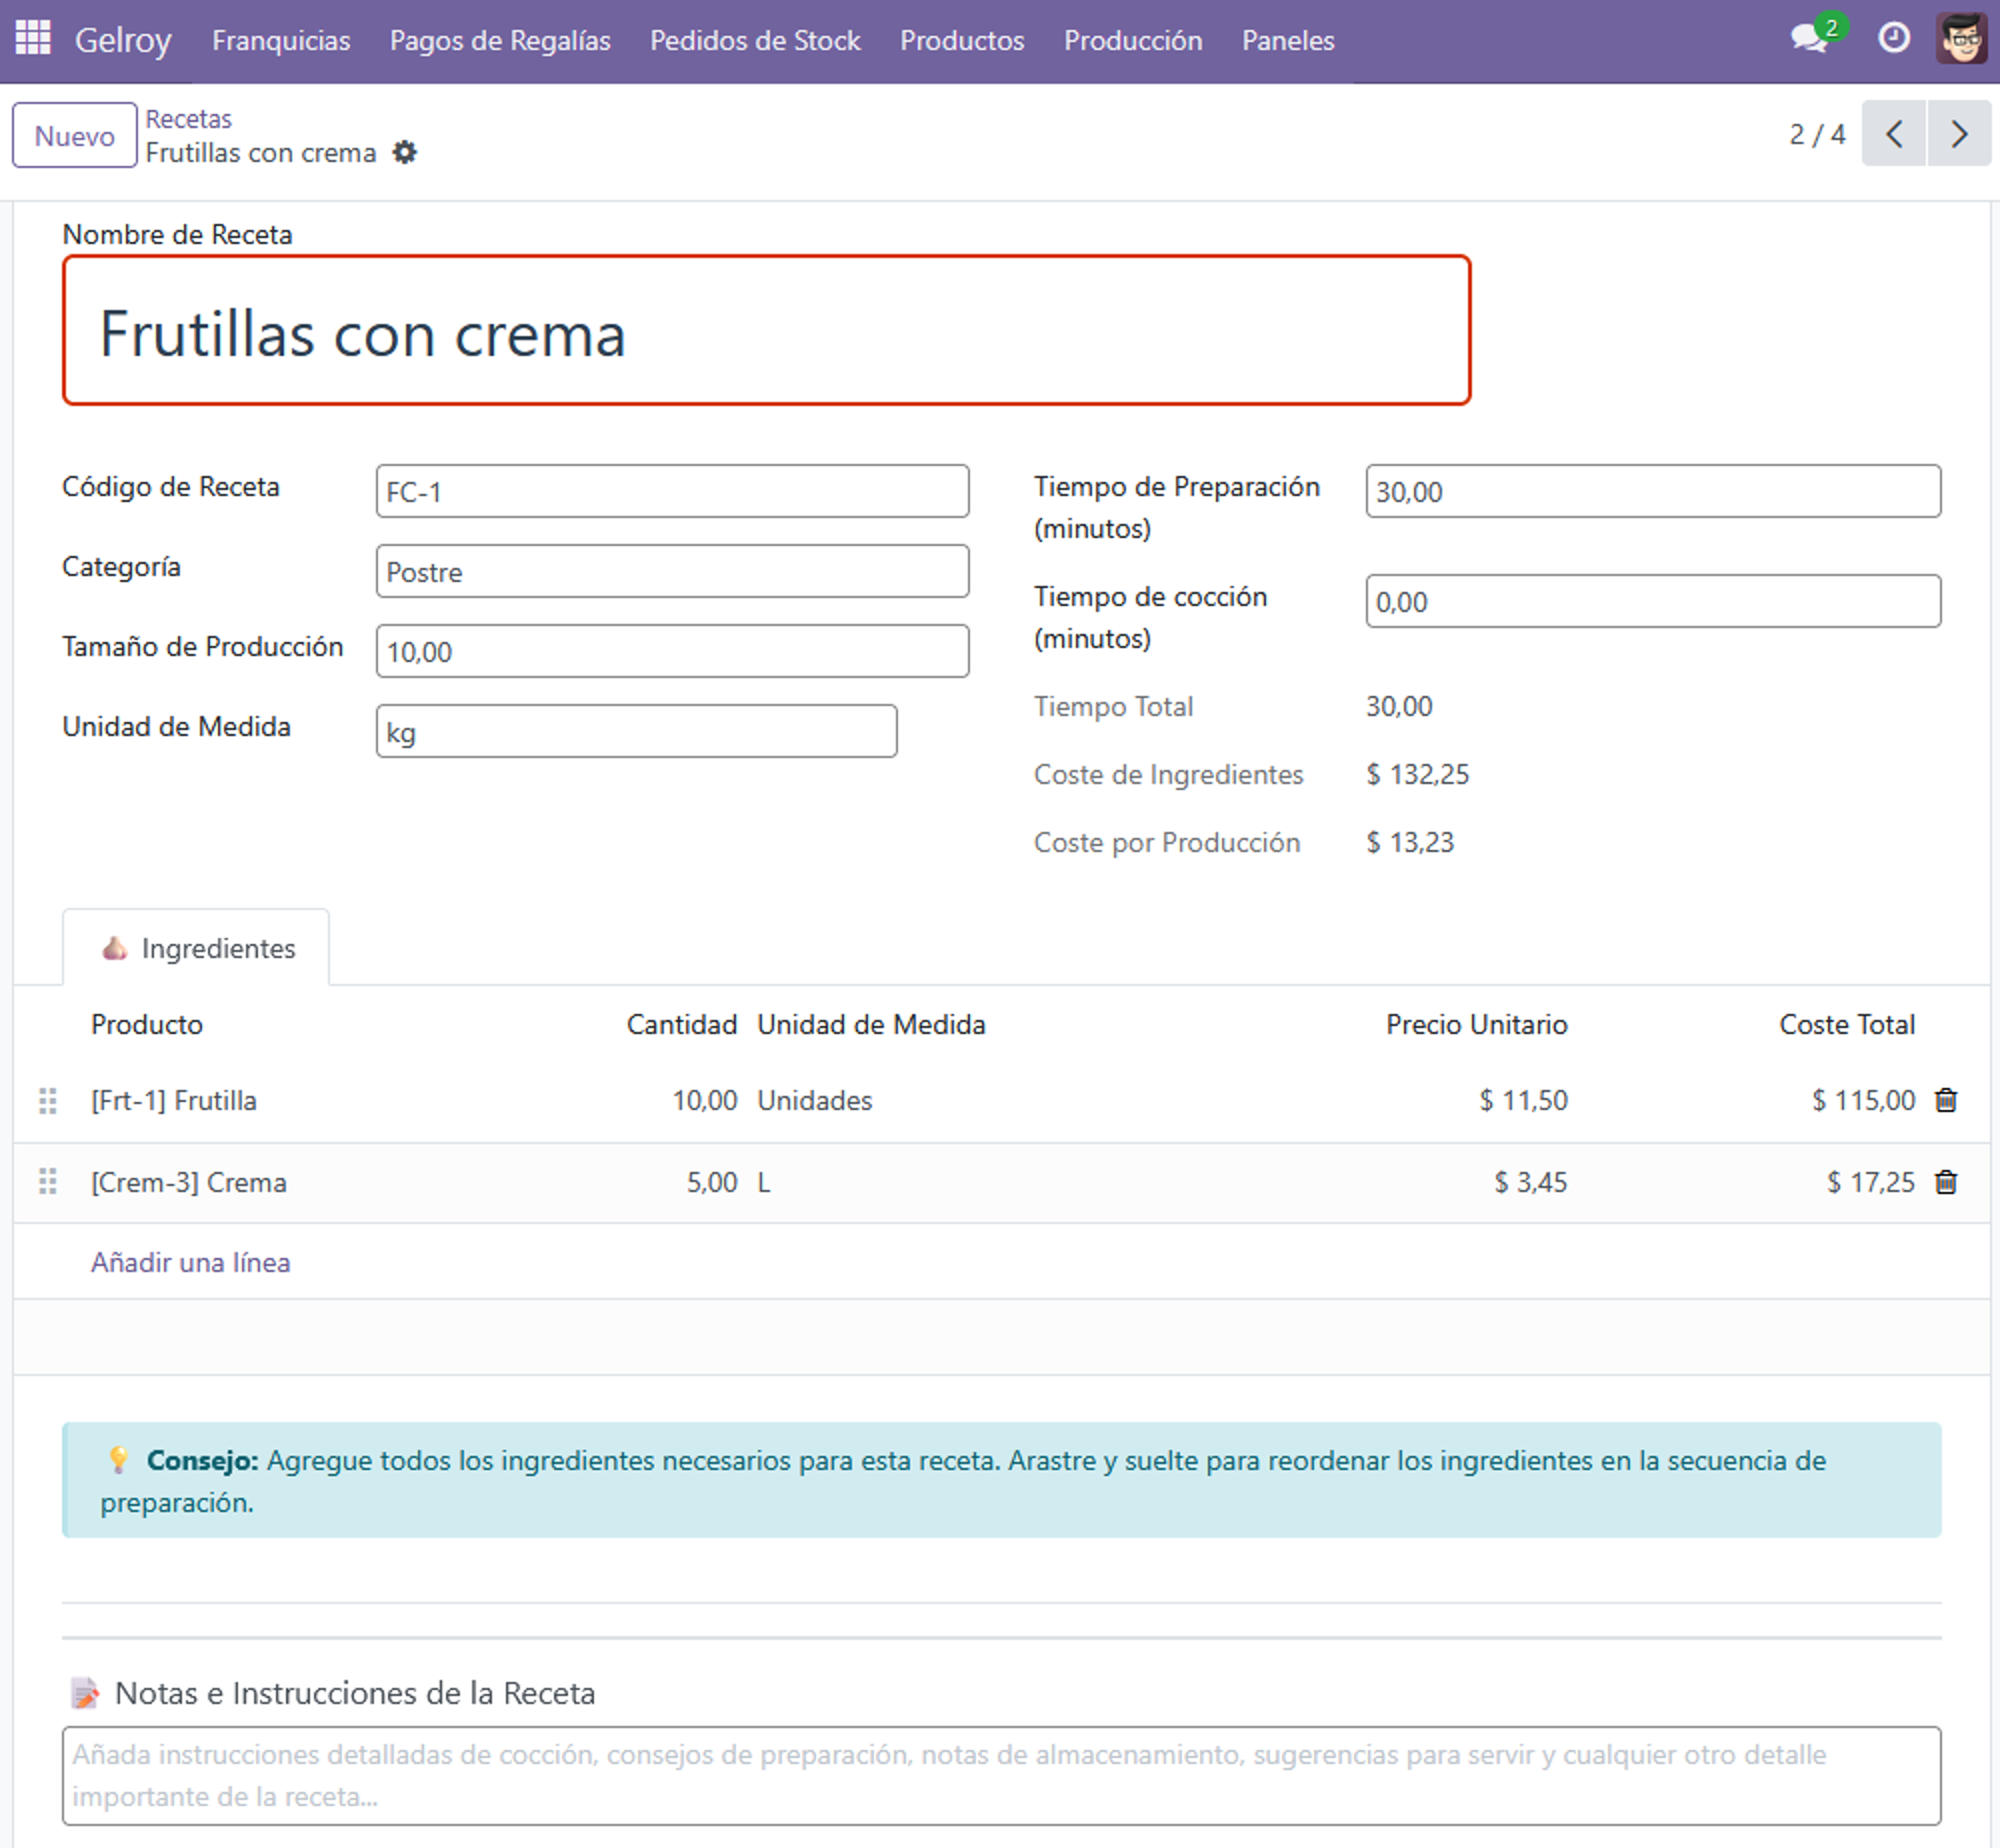 Gelroy Franquicias Pagos de Regalías Pedidos de Stock Productos Producción Paneles 2
Nuevo
Recetas
Frutillas con crema
2 / 4
Nombre de Receta
Frutillas con crema
Código de Receta FC-1
Categoría Postre
Tamaño de Producción 10,00
Unidad de Medida kg
Tiempo de Preparación
(minutos)
30,00
Tiempo de cocción
(minutos)
0,00
Tiempo Total 30,00
Coste de Ingredientes $ 132,25
Coste por Producción $ 13,23
Ingredientes
Producto Cantidad Unidad de Medida Precio Unitario Coste Total
[Frt-1] Frutilla 10,00 Unidades $ 11,50 $ 115,00
[Crem-3] Crema 5,00 L $ 3,45 $ 17,25
Añadir una línea
Consejo: Agregue todos los ingredientes necesarios para esta receta. Arastre y suelte para reordenar los ingredientes en la secuencia de
preparación.
Notas e Instrucciones de la Receta
Añada instrucciones detalladas de cocción, consejos de preparación, notas de almacenamiento, sugerencias para servir y cualquier otro detalle
importante de la receta...